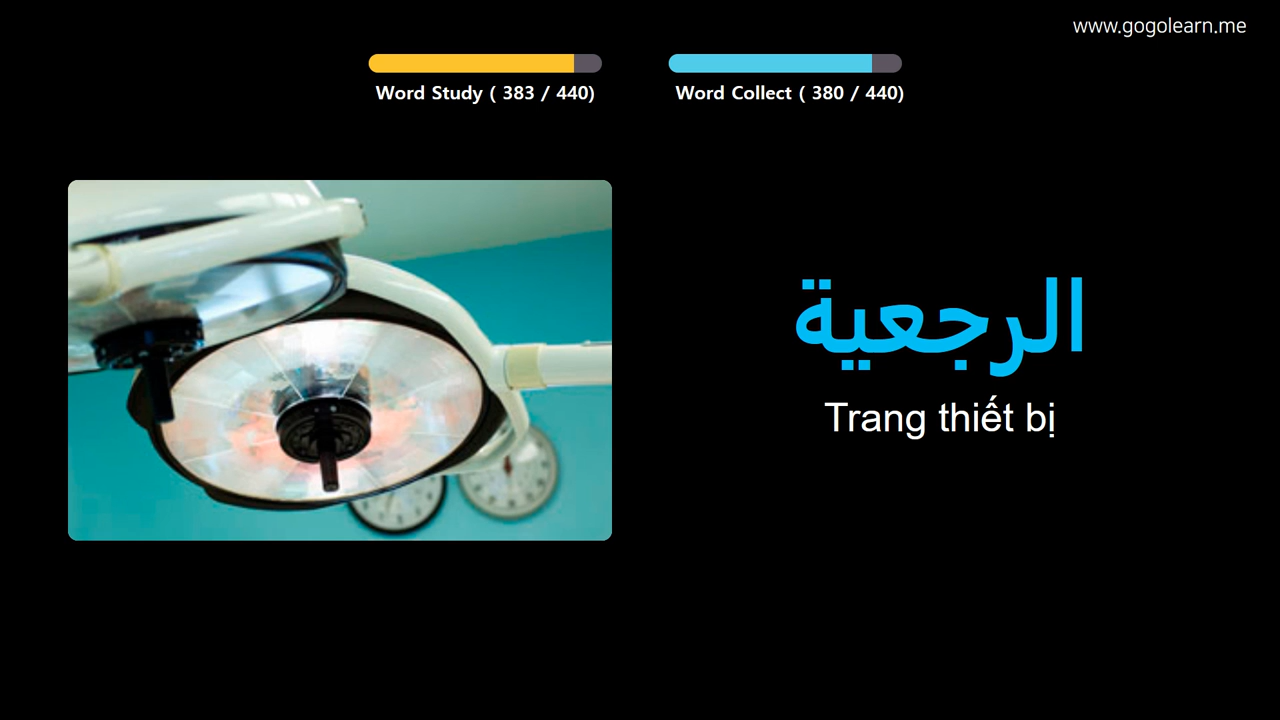 www.gogolearn.me
Word Study ( 383 / 440)
Word Collect ( 380 / 440)
الرجعية
Trang thiết bị